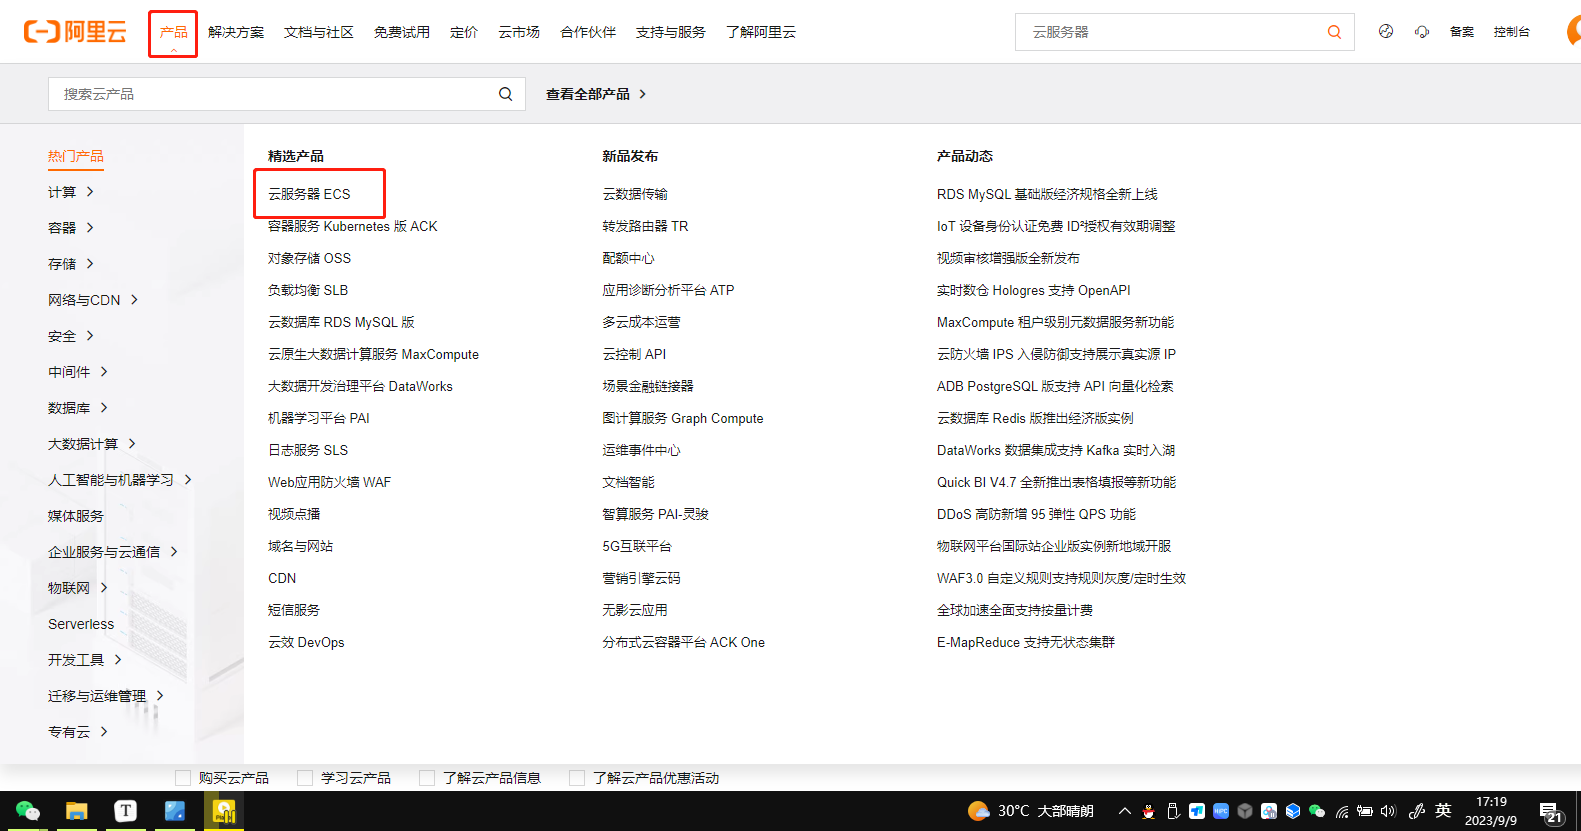 阿里云
产品
解决方案
文档与社区
免费试用
定价
云市场
合作伙伴
支持与服务
了解阿里云
云服务器
备案
控制台
搜索云产品
查看全部产品
热门产品
计算
容器
存储
网络与CDN
安全
中间件
数据库
大数据计算
人工智能与机器学习
媒体服务
企业服务与云通信
物联网
Serverless
开发工具
迁移与运维管理
专有云
精选产品
云服务器 ECS
容器服务 Kubernetes 版 ACK
对象存储 OSS
负载均衡 SLB
云数据库 RDS MySQL 版
云原生大数据计算服务 MaxCompute
大数据开发治理平台 DataWorks
机器学习平台 PAI
日志服务 SLS
Web应用防火墙 WAF
视频点播
域名与网站
CDN
短信服务
云效 DevOps
新品发布
云数据传输
转发路由器 TR
配额中心
应用诊断分析平台 ATP
多云成本运营
云控制 API
场景金融链接器
图计算服务 Graph Compute
运维事件中心
文档智能
智算服务 PAI-灵骏
5G互联平台
营销引擎云码
无影云应用
分布式云容器平台 ACK One
产品动态
RDS MySQL 基础版经济规格全新上线
IoT 设备身份认证免费 ID²授权有效期调整
视频审核增强版全新发布
实时数仓 Hologres 支持 OpenAPI
MaxCompute 租户级别元数据服务新功能
云防火墙 IPS 入侵防御支持展示真实源 IP
ADB PostgreSQL 版支持 API 向量化检索
云数据库 Redis 版推出经济版实例
DataWorks 数据集成支持 Kafka 实时入湖
Quick BI V4.7 全新推出表格填报等新功能
DDoS 高防新增 95 弹性 QPS 功能
物联网平台国际站企业版实例新地域开服
WAF3.0 自定义规则支持规则灰度/定时生效
全球加速全面支持按量计费
E-MapReduce 支持无状态集群
购买云产品
学习云产品
了解云产品信息
了解云产品优惠活动
T
30°C 大部晴朗
英
17:19
2023/9/9
21